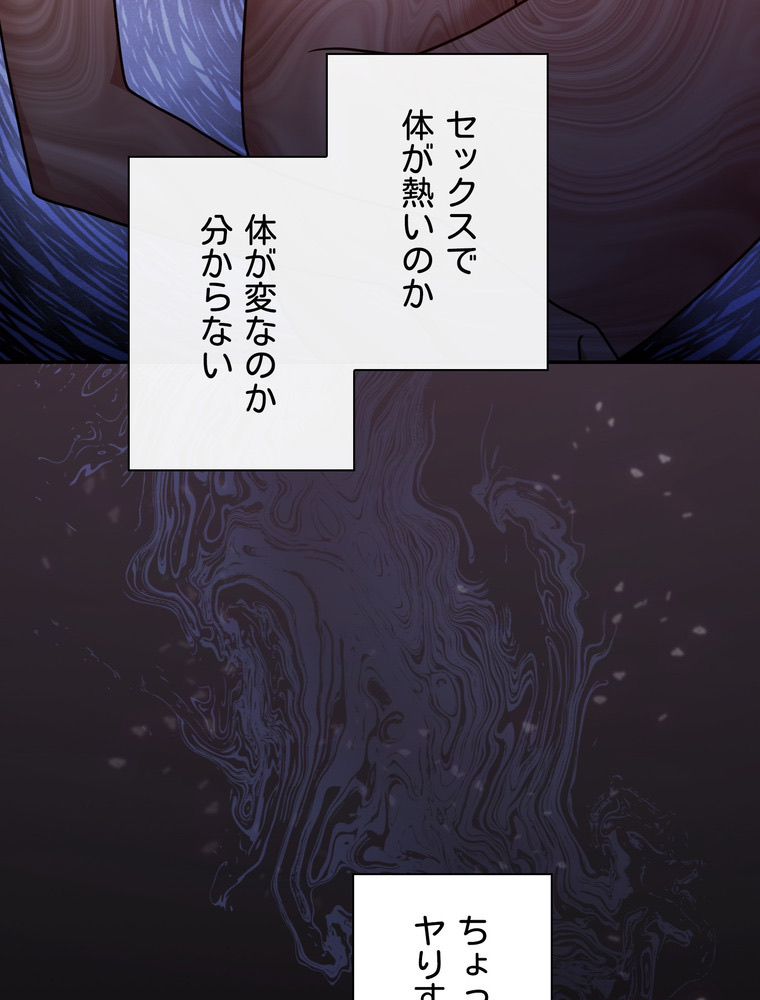 セックスで
体が熱いのか
体が変なのか
分からない
ちょっ
ヤりす